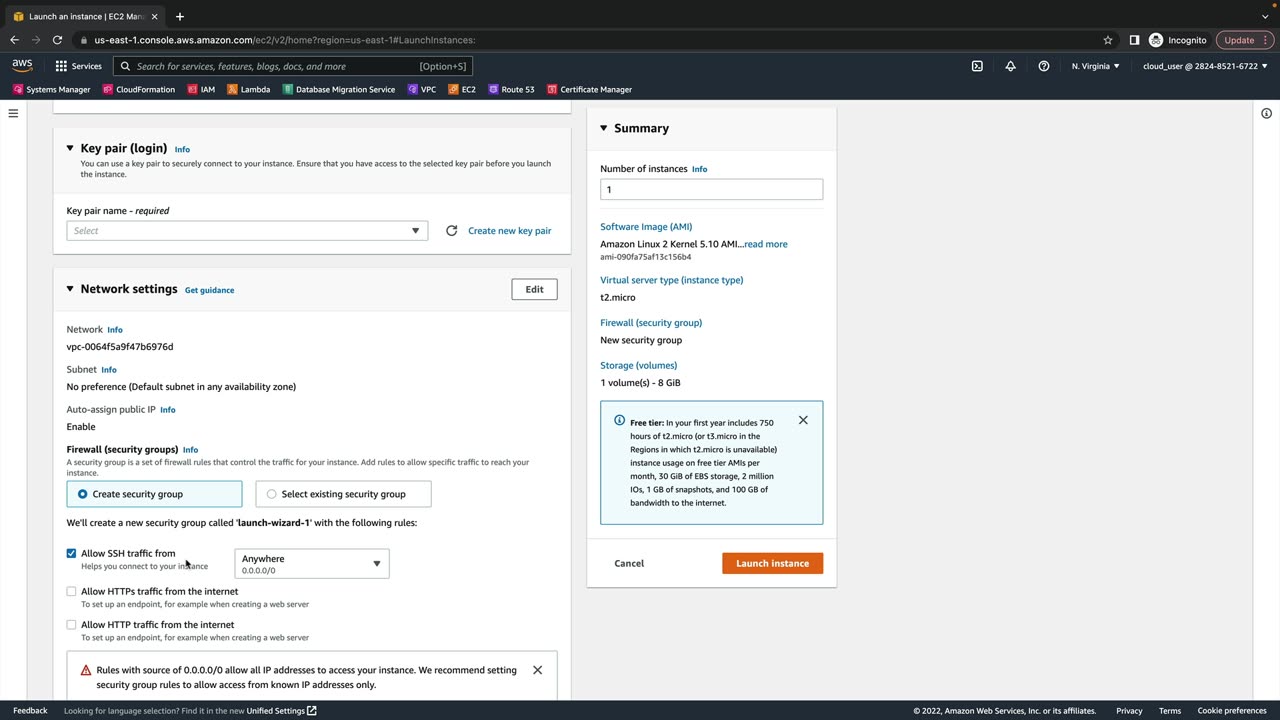 Launch an instance | EC2 Man
us-east-1.console.aws.amazon.com/ec2/v2/home?region=us-east-1#LaunchInstances:
Incognito
Update
aws
Services
Search for services, features, blogs, docs, and more
[Option+S]
N. Virginia
cloud_user @ 2824-8521-6722
Systems Manager
CloudFormation
IAM
Lambda
Database Migration Service
VPC
EC2
Route 53
Certificate Manager
Key pair (login) Info
You can use a key pair to securely connect to your instance. Ensure that you have access to the selected key pair before you launch
the instance.
Key pair name - required
Select
Create new key pair
Network settings Get guidance
Edit
Network Info
vpc-0064f5a9f47b6976d
Subnet Info
No preference (Default subnet in any availability zone)
Auto-assign public IP Info
Enable
Firewall (security groups) Info
A security group is a set of firewall rules that control the traffic for your instance. Add rules to allow specific traffic to reach your
instance.
Create security group
Select existing security group
We'll create a new security group called 'launch-wizard-1' with the following rules:
Allow SSH traffic from
Helps you connect to your instance
Anywhere
0.0.0.0/0
Allow HTTPs traffic from the internet
To set up an endpoint, for example when creating a web server
Allow HTTP traffic from the internet
To set up an endpoint, for example when creating a web server
Rules with source of 0.0.0.0/0 allow all IP addresses to access your instance. We recommend setting
security group rules to allow access from known IP addresses only.
Summary
Number of instances Info
1
Software Image (AMI)
Amazon Linux 2 Kernel 5.10 AMI...read more
ami-090fa75af13c156b4
Virtual server type (instance type)
t2.micro
Firewall (security group)
New security group
Storage (volumes)
1 volume(s) - 8 GiB
Free tier: In your first year includes 750
hours of t2.micro (or t3.micro in the
Regions in which t2.micro is unavailable)
instance usage on free tier AMIs per
month, 30 GiB of EBS storage, 2 million
IOs, 1 GB of snapshots, and 100 GB of
bandwidth to the internet.
Cancel
Launch instance
Feedback
Looking for language selection? Find it in the new Unified Settings
© 2022, Amazon Web Services, Inc. or its affiliates.
Privacy
Terms
Cookie preferences